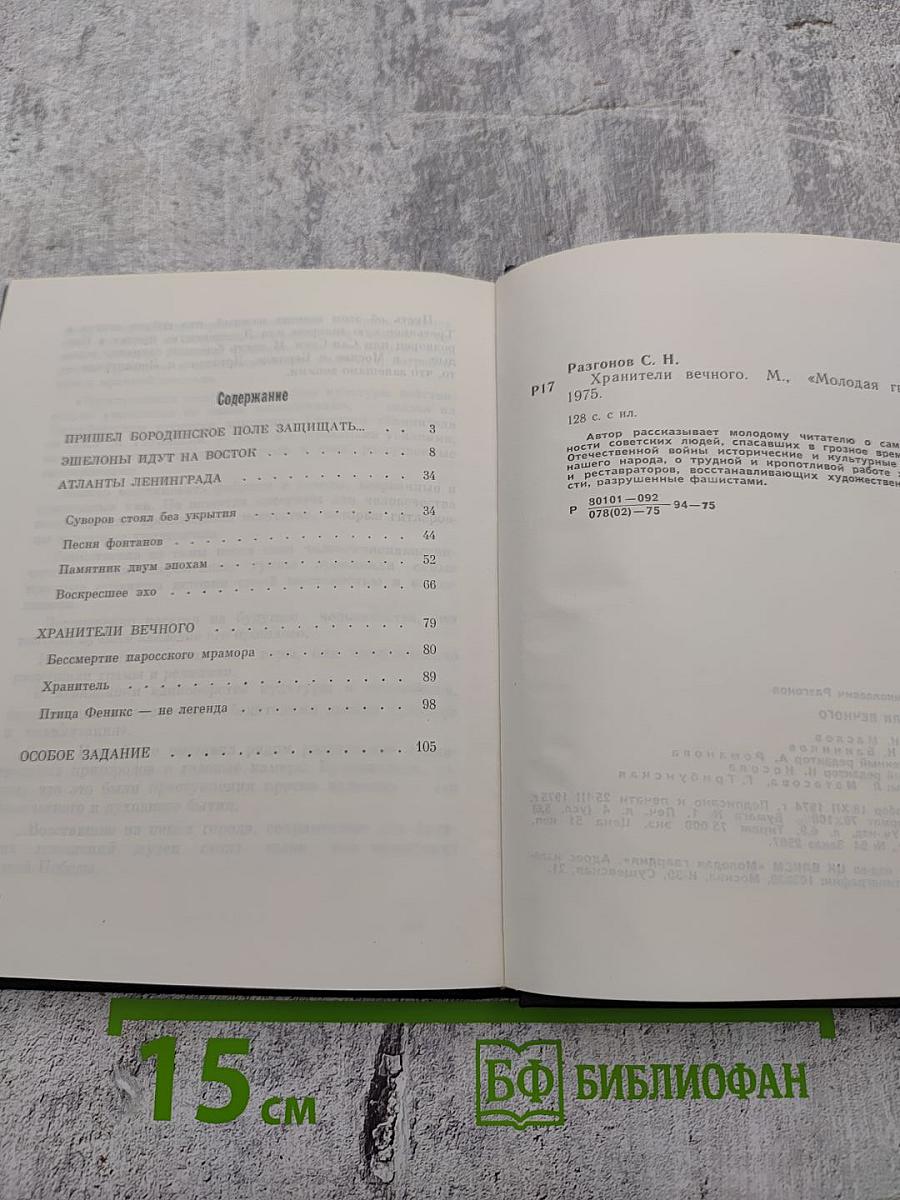 Содержание
ПРИШЕЛ БОРОДИНСКОЕ ПОЛЕ ЗАЩИЩАТЬ... . . 3
ЭШЕЛОНЫ ИДУТ НА ВОСТОК . . . . . . . . 8
АТЛАНТЫ ЛЕНИНГРАДА . . . . . . . . . . 34
Суворов стоял без укрытия . . . . . . . . . 34
Песня фонтанов . . . . . . . . . . . . . 44
Памятник двум эпохам . . . . . . . . . . . 52
Воскресшее эхо . . . . . . . . . . . . . 66
ХРАНИТЕЛИ ВЕЧНОГО . . . . . . . . . . 79
Бессмертие паросского мрамора . . . . . . . . 80
Хранитель . . . . . . . . . . . . . . . 89
Птица Феникс — не легенда . . . . . . . . . 98
ОСОБОЕ ЗАДАНИЕ . . . . . . . . . . . . 105
Разгонов С. Н.
Р17 Хранители вечного. М., «Молодая
1975.
128 с. с ил.
Автор рассказывает молодому читателю о
ности советских людей, спасавших в грозное
Отечественной войны исторические и культурные
нашего народа, о трудной и кропотливой работе
и реставраторов, восстанавливающих
сти, разрушенные фашистами.
Р 80101—092
078(02)—75 94—75
15 см
БФ БИБЛИОФАН